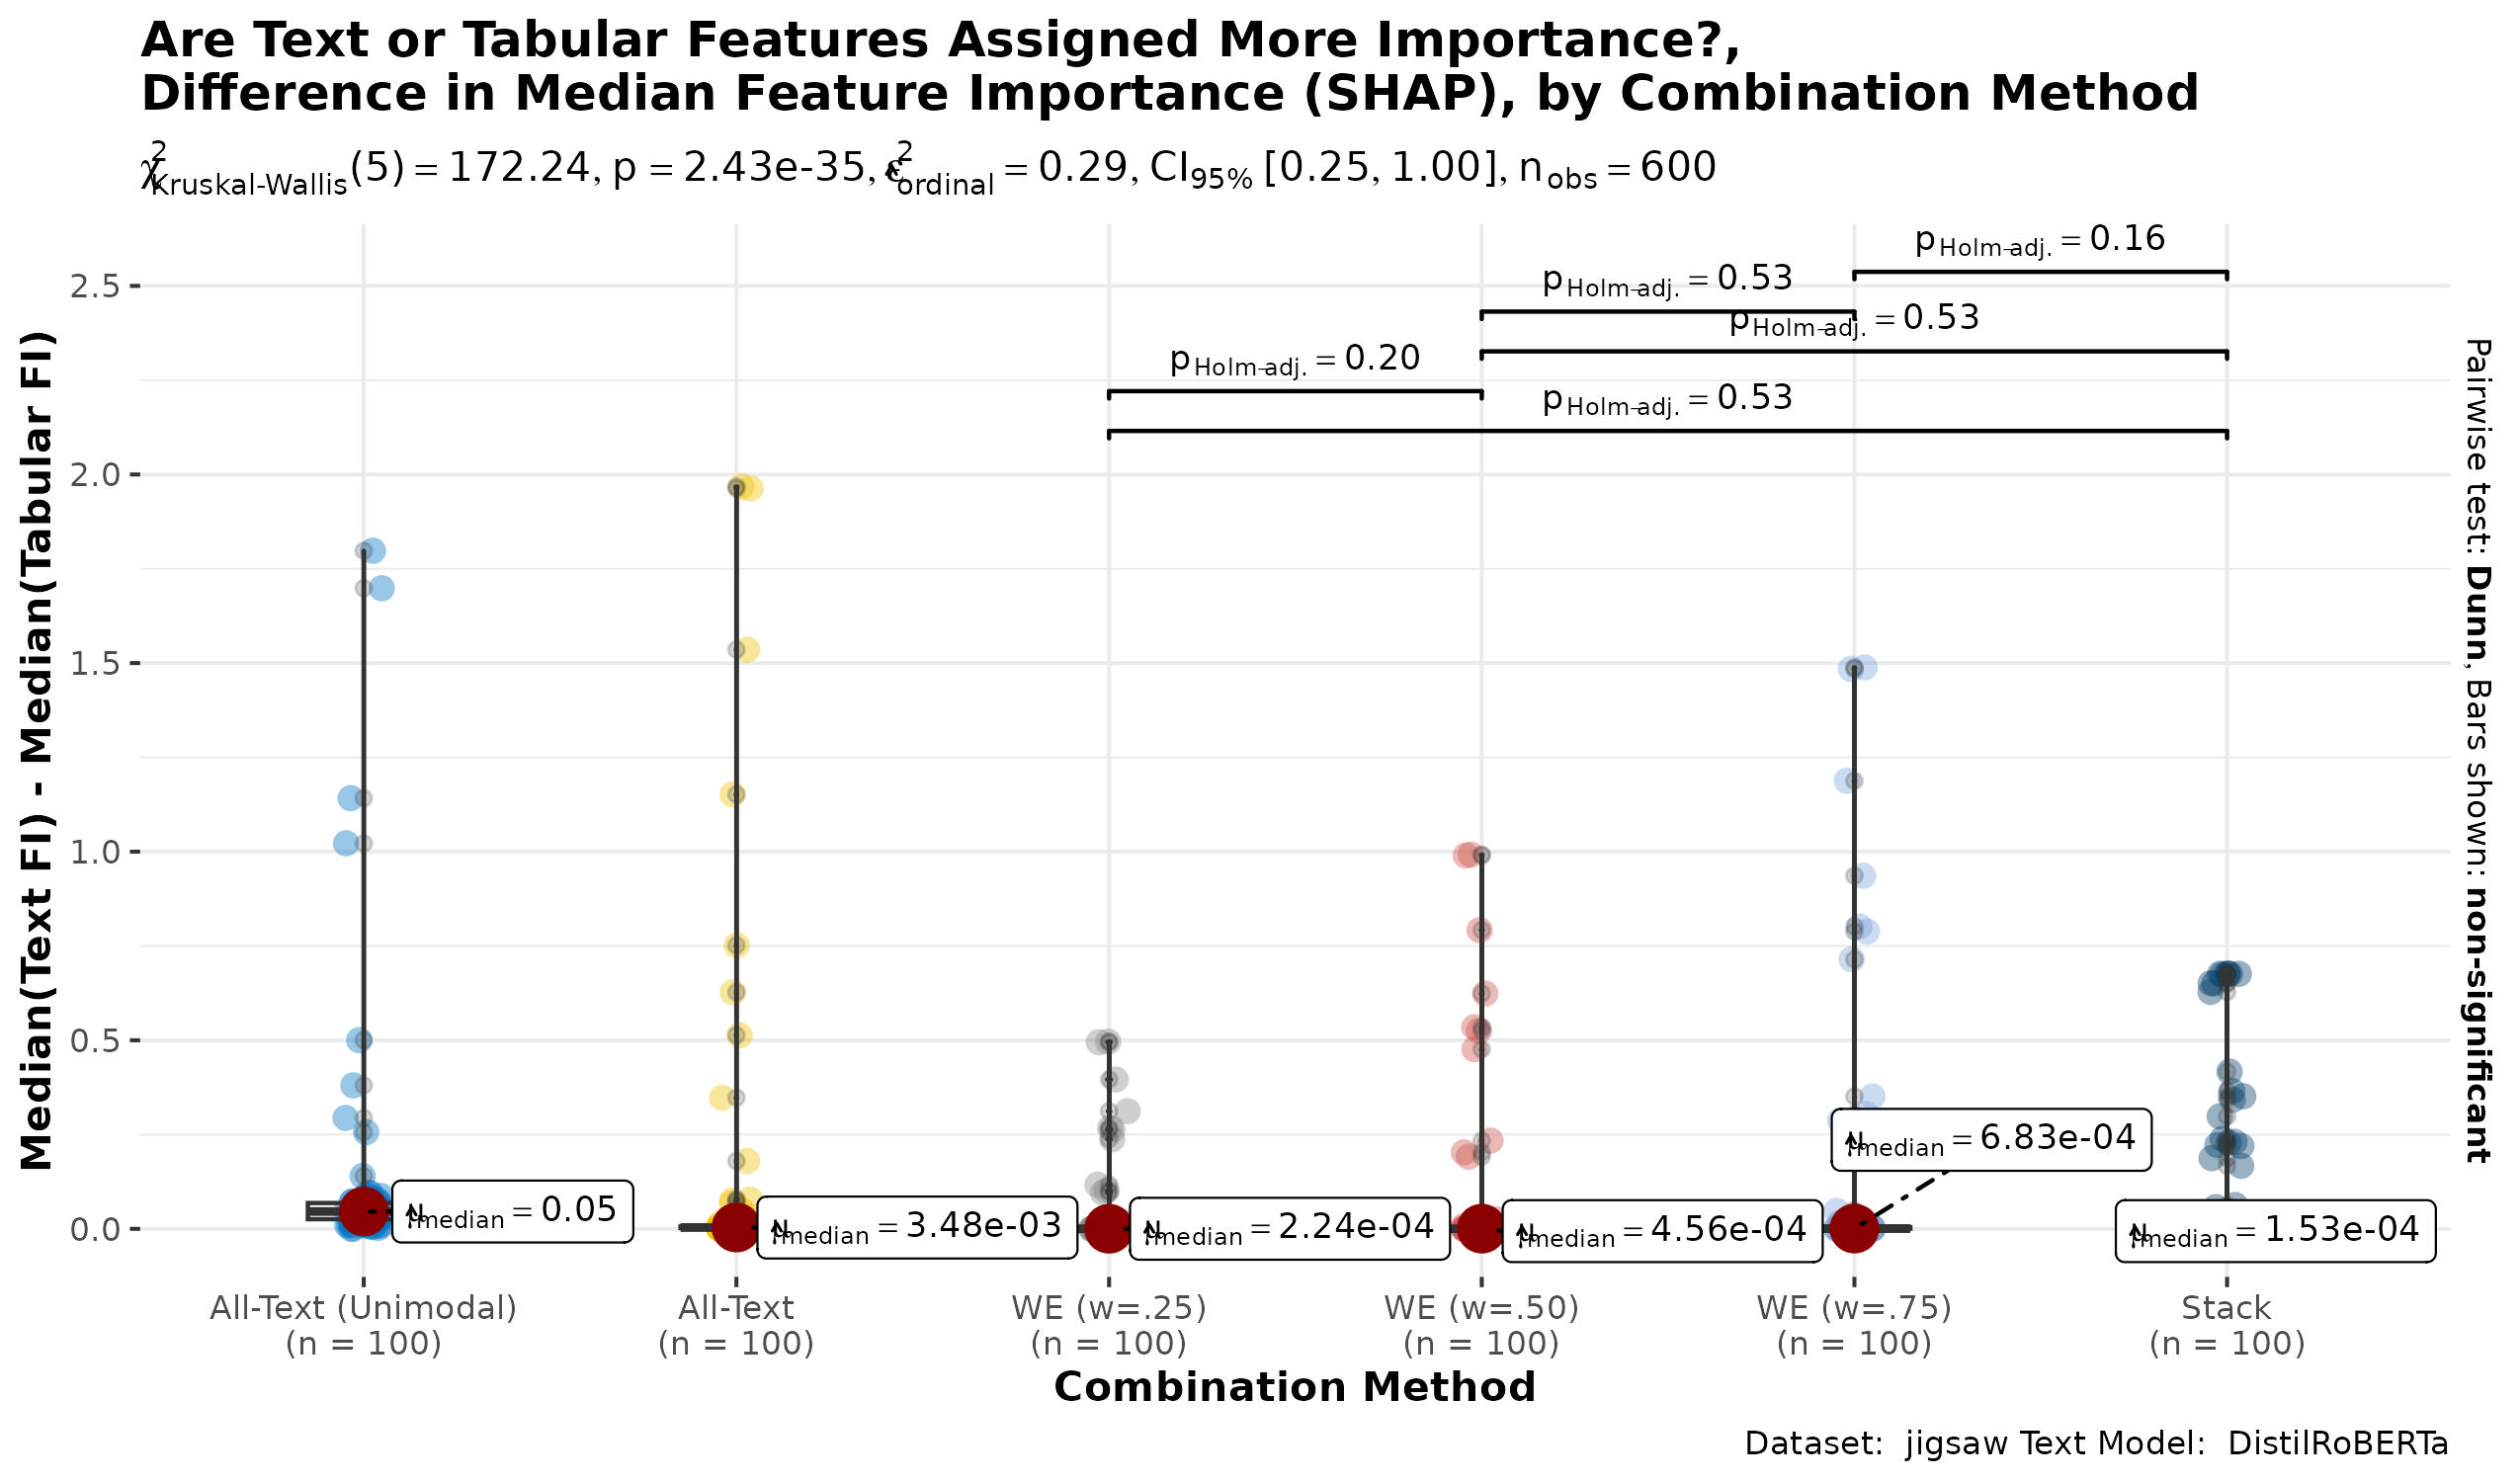 Are Text or Tabular Features Assigned More Importance?,
Difference in Median Feature Importance (SHAP), by Combination Method
χ²Kruskal-Wallis(5) = 172.24, p = 2.43e-35, ε²ordinal = 0.29, CI95% [0.25, 1.00], nobs = 600
Median(Text FI) - Median(Tabular FI)
2.5
2.0
1.5
1.0
0.5
0.0
pHolm-adj. = 0.16
pHolm-adj. = 0.53
pHolm-adj. = 0.53
pHolm-adj. = 0.20
pHolm-adj. = 0.53
μ̂median = 0.05
μ̂median = 3.48e-03
μ̂median = 2.24e-04
μ̂median = 4.56e-04
μ̂median = 6.83e-04
μ̂median = 1.53e-04
Pairwise test: Dunn, Bars shown: non-significant
All-Text (Unimodal)
(n = 100)
All-Text
(n = 100)
WE (w=.25)
(n = 100)
WE (w=.50)
(n = 100)
WE (w=.75)
(n = 100)
Stack
(n = 100)
Combination Method
Dataset: jigsaw Text Model: DistilRoBERTa